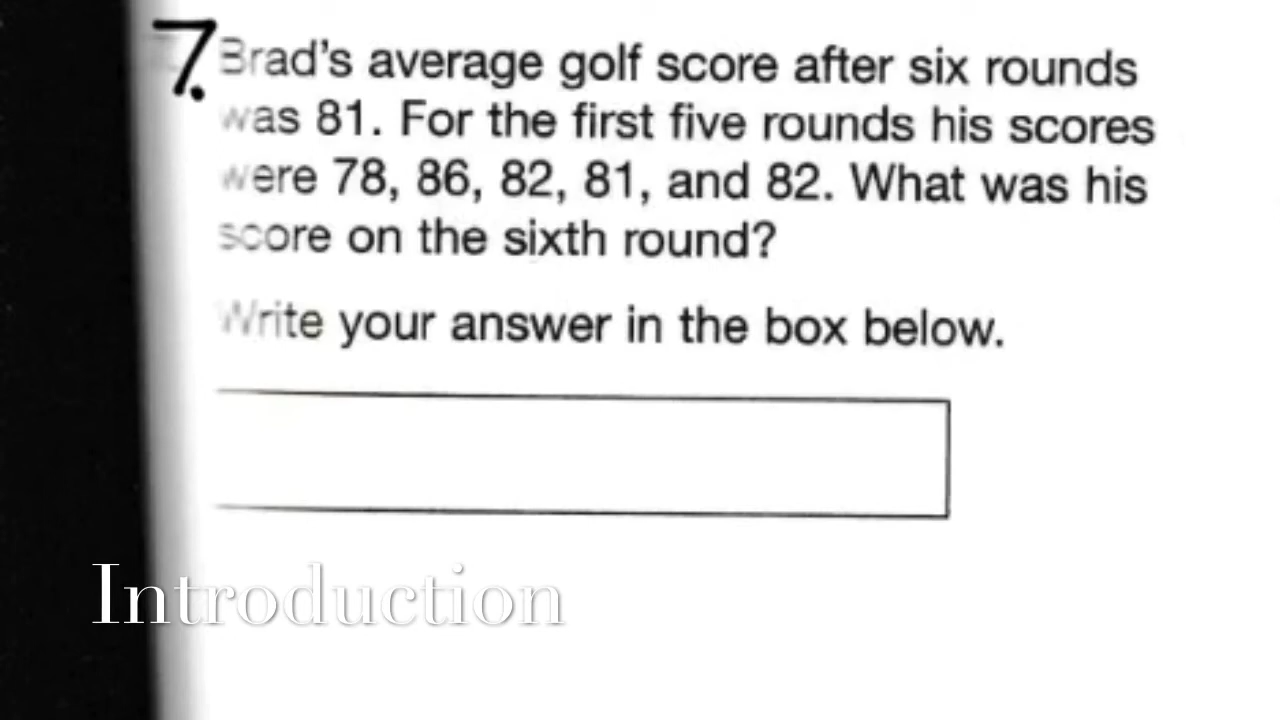 7. Brad's average golf score after six rounds
was 81. For the first five rounds his scores
were 78, 86, 82, 81, and 82. What was his
score on the sixth round?
Write your answer in the box below.
Introduction